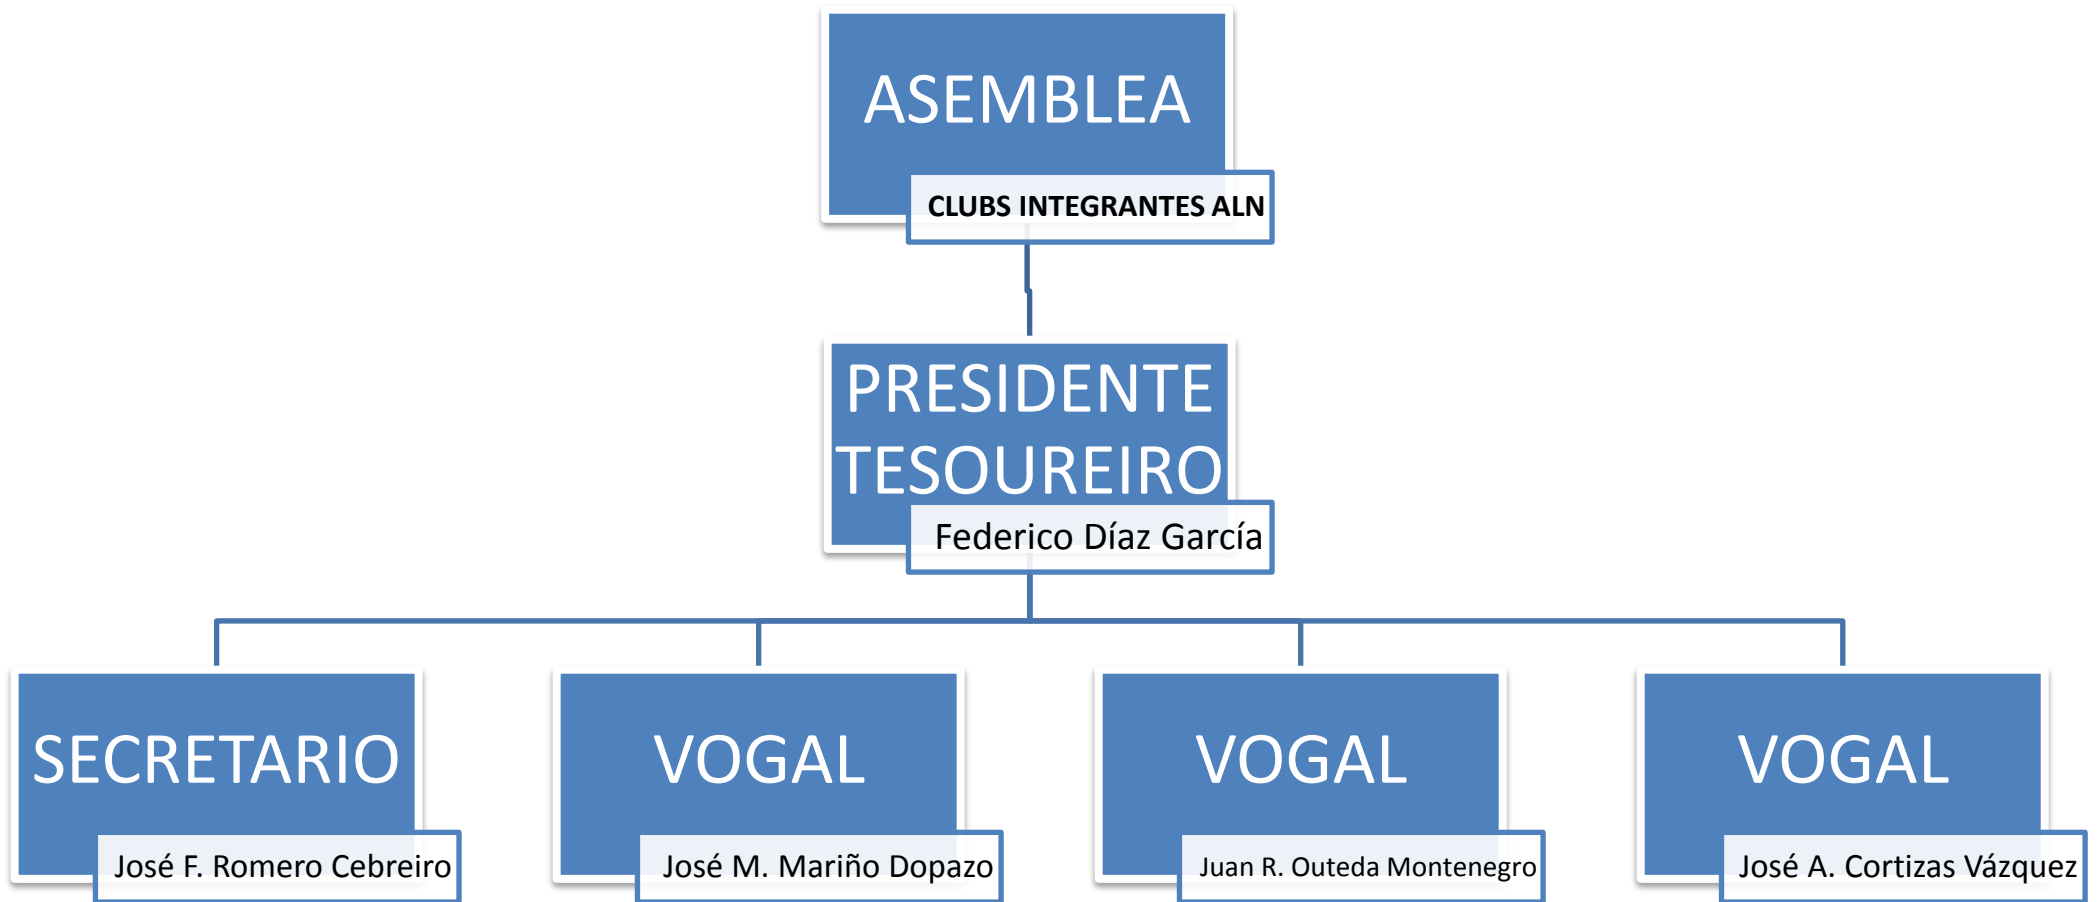 ASEMBLEA
CLUBS INTEGRANTES ALN
PRESIDENTE
TESOUREIRO
Federico Díaz García
SECRETARIO
José F. Romero Cebreiro
VOGAL
José M. Mariño Dopazo
VOGAL
Juan R. Outeda Montenegro
VOGAL
José A. Cortizas Vázquez